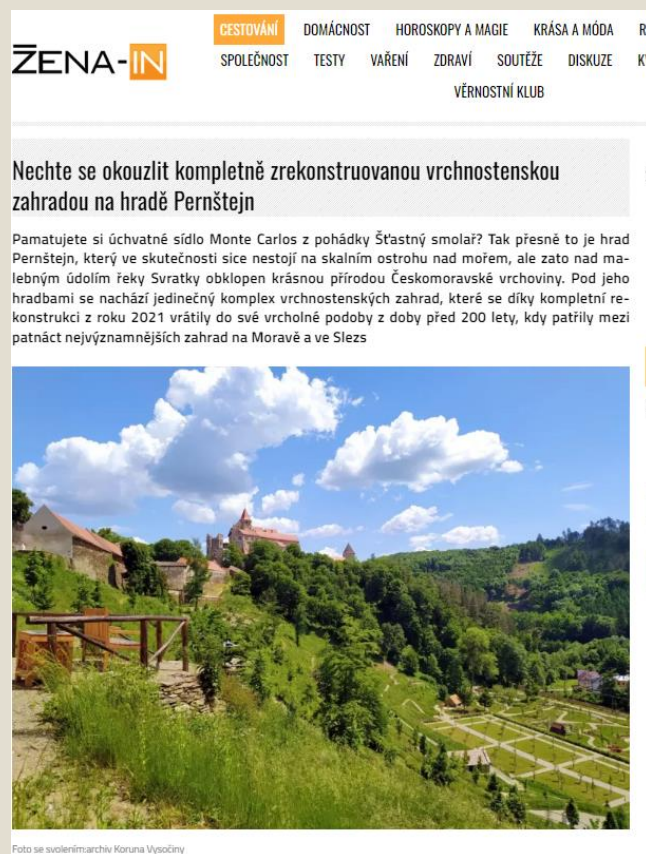 ŽENA-IN
CESTOVÁNÍ DOMÁCNOST HOROSKOPY A MAGIE KRÁSA A MÓDA
SPOLEČNOST TESTY VAŘENÍ ZDRAVÍ SOUTĚŽE DISKUZE
VĚRNOSTNÍ KLUB
Nechte se okouzlit kompletně zrekonstruovanou vrchnostenskou
zahradou na hradě Pernštejn
Pamatujete si úchvatné sídlo Monte Carlos z pohádky Šťastný smolař? Tak přesně to je hrad
Pernštejn, který ve skutečnosti sice nestojí na skalním ostrohu nad mořem, ale zato nad ma-
lebným údolím řeky Svratky obklopen krásnou přírodou Českomoravské vrchoviny. Pod jeho
hradbami se nachází jedinečný komplex vrchnostenských zahrad, které se díky kompletní re-
konstrukci z roku 2021 vrátily do své vrcholné podoby z doby před 200 lety, kdy patřily mezi
patnáct nejvýznamnějších zahrad na Moravě a ve Slezs
Foto se svolením:archiv Koruna Vysočiny